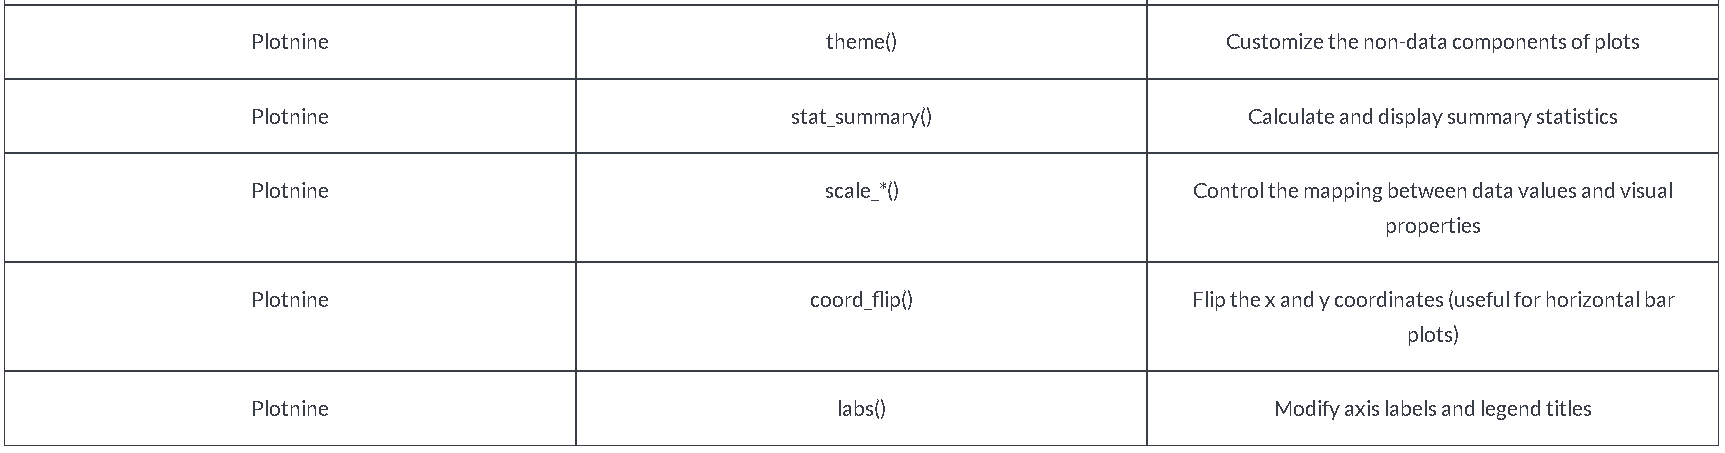 Plotnine theme() Customize the non-data components of plots
Plotnine stat_summary() Calculate and display summary statistics
Plotnine scale_*() Control the mapping between data values and visual
properties
Plotnine coord_flip() Flip the x and y coordinates (useful for horizontal bar
plots)
Plotnine labs() Modify axis labels and legend titles